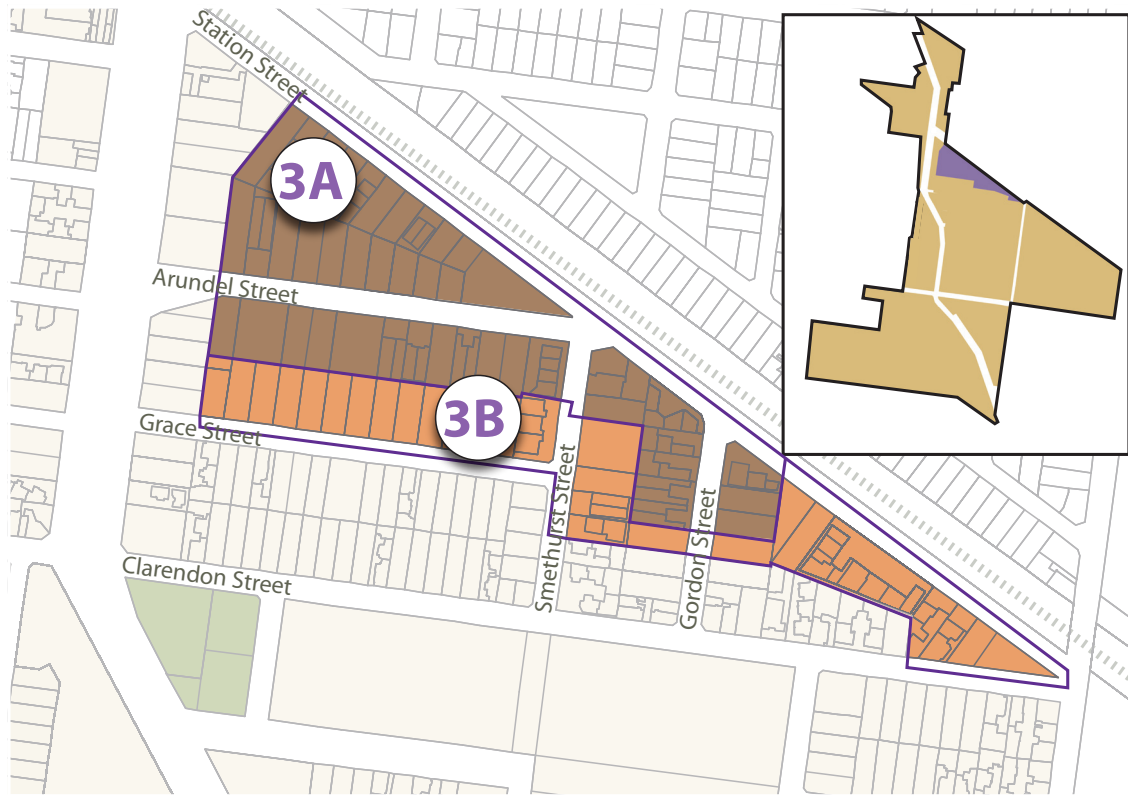 Station Street
3A
Arundel Street
3B
Grace Street
Smethurst Street
Gordon Street
Clarendon Street